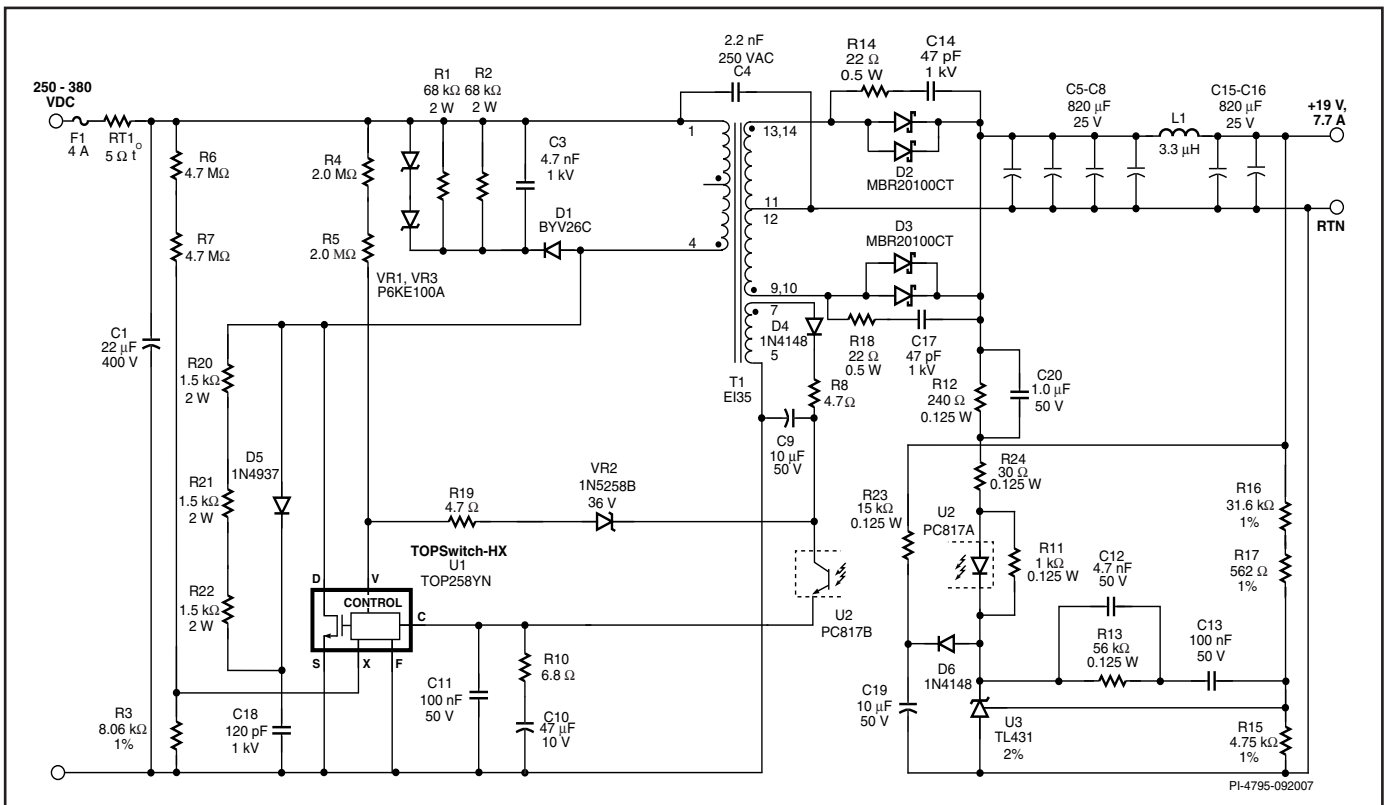 250 - 380
VDC
F1
4 A
RT1
5 Ω
t
o
R6
4.7 MΩ
R7
4.7 MΩ
C1
22 µF
400 V
R3
8.06 kΩ
1%
R4
2.0 MΩ
R5
2.0 MΩ
R1
68 kΩ
2 W
R2
68 kΩ
2 W
C3
4.7 nF
1 kV
D1
BYV26C
VR1, VR3
P6KE100A
2.2 nF
250 VAC
C4
1
4
13,14
11
12
9,10
7
5
T1
EI35
R14
22 Ω
0.5 W
C14
47 pF
1 kV
D2
MBR20100CT
D3
MBR20100CT
D4
1N4148
R18
22 Ω
0.5 W
C17
47 pF
1 kV
C5-C8
820 µF
25 V
L1
3.3 µH
C15-C16
820 µF
25 V
+19 V,
7.7 A
RTN
R8
4.7Ω
C9
10 µF
50 V
R12
240 Ω
0.125 W
C20
1.0 µF
50 V
R24
30 Ω
0.125 W
R20
1.5 kΩ
2 W
R21
1.5 kΩ
2 W
R22
1.5 kΩ
2 W
D5
1N4937
C18
120 pF
1 kV
R19
4.7 Ω
VR2
1N5258B
36 V
TOPSwitch-HX
U1
TOP258YN
D
V
CONTROL
C
S
X
F
C11
100 nF
50 V
R10
6.8 Ω
C10
47 µF
10 V
U2
PC817B
R23
15 kΩ
0.125 W
U2
PC817A
R11
1 kΩ
0.125 W
C12
4.7 nF
50 V
R13
56 kΩ
0.125 W
C13
100 nF
50 V
R16
31.6 kΩ
1%
R17
562 Ω
1%
D6
1N4148
C19
10 µF
50 V
U3
TL431
2%
R15
4.75 kΩ
1%
PI-4795-092007